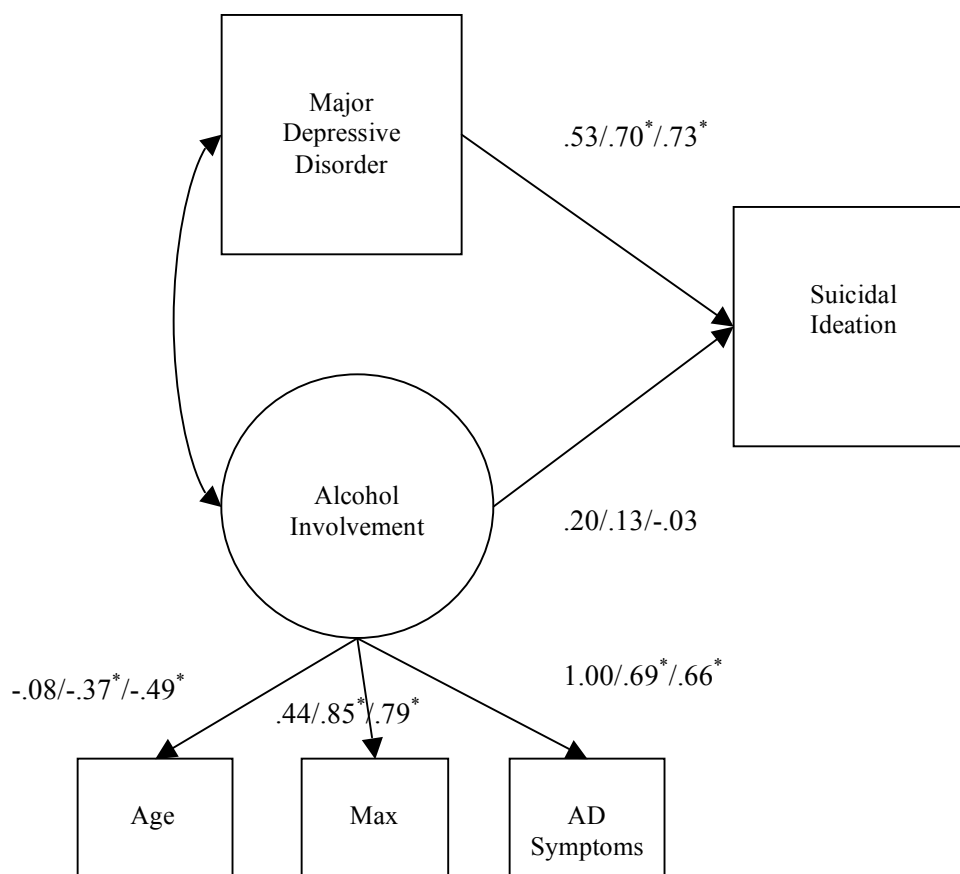 Major
Depressive
Disorder
.53/.70*/.73*
Suicidal
Ideation
Alcohol
Involvement
.20/.13/-.03
-.08/-.37*/-.49*
.44/.85*/.79*
1.00/.69*/.66*
Age
Max
AD
Symptoms